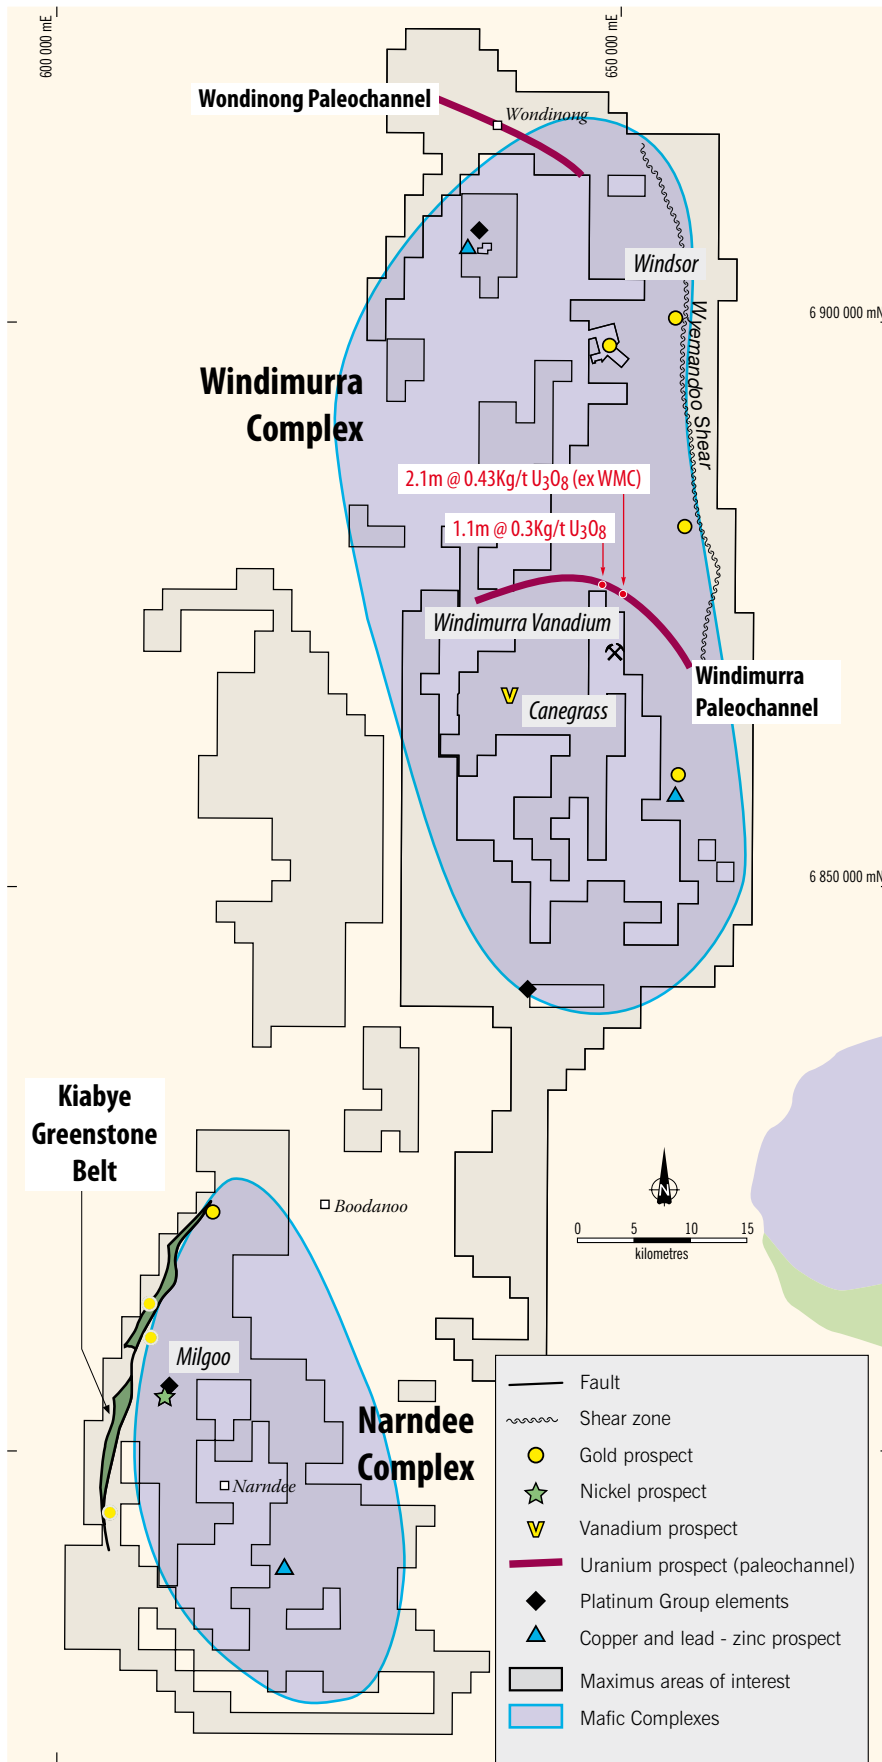 600 000 mE
650 000 mE
Wondinong Paleochannel
Wondinong
Windsor
6 900 000 mN
Wyemandoo Shear
Windimurra
Complex
2.1m @ 0.43Kg/t U₃O₈ (ex WMC)
1.1m @ 0.3Kg/t U₃O₈
Windimurra Vanadium
Windimurra
Paleochannel
V
Canegrass
6 850 000 mN
Kiabye
Greenstone
Belt
N
Boodanoo
0 5 10 15
kilometres
Milgoo
Narndee
Complex
Narndee
Fault
Shear zone
Gold prospect
Nickel prospect
V Vanadium prospect
Uranium prospect (paleochannel)
Platinum Group elements
Copper and lead - zinc prospect
Maximus areas of interest
Mafic Complexes